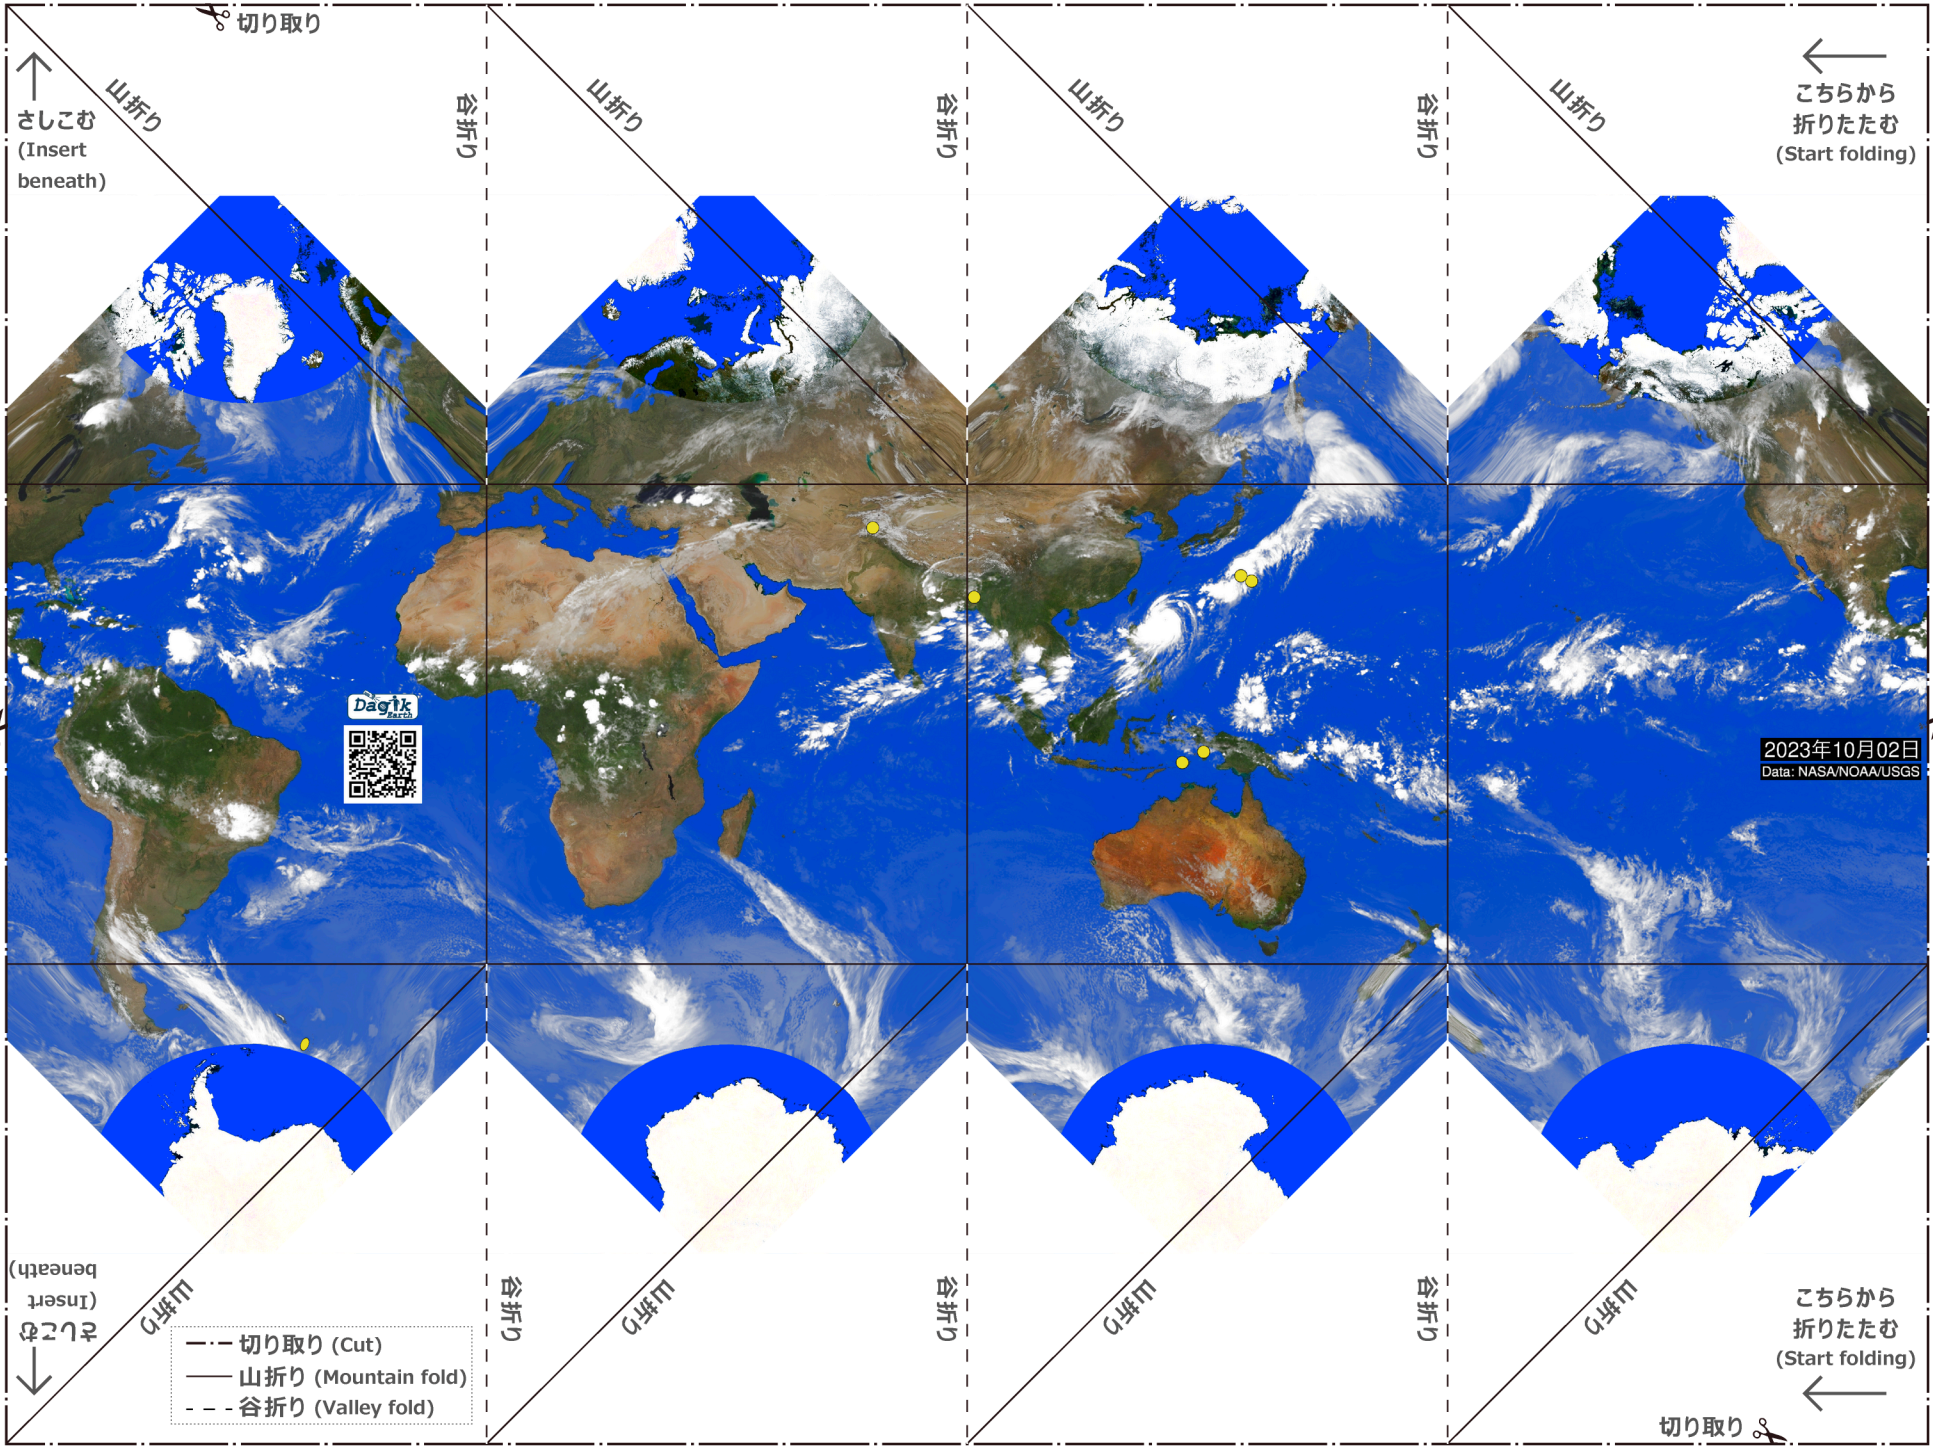 切り取り
山折り
谷折り
山折り
谷折り
山折り
谷折り
山折り
さしこむ
(Insert
beneath)
こちらから
折りたたむ
(Start folding)
Dagik
Earth
2023年10月02日
Data: NASA/NOAA/USGS
さしこむ
(Insert
beneath)
山折り
谷折り
山折り
谷折り
山折り
谷折り
山折り
切り取り (Cut)
山折り (Mountain fold)
谷折り (Valley fold)
こちらから
折りたたむ
(Start folding)
切り取り